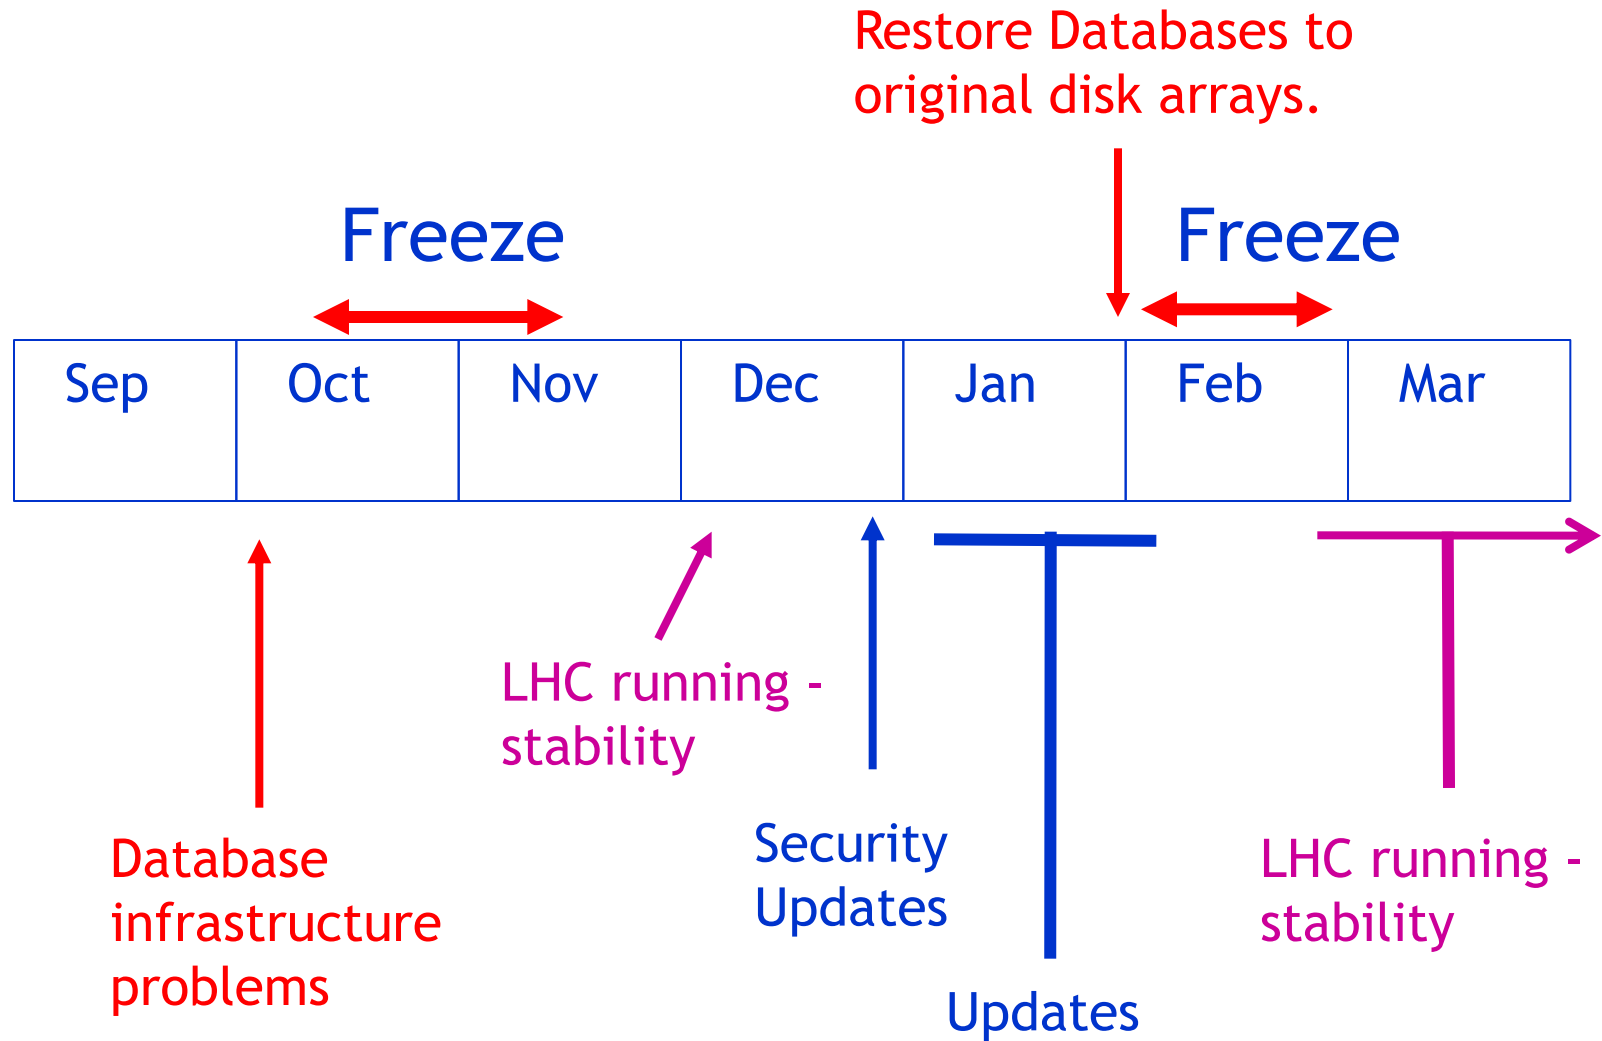 Restore Databases to
original disk arrays.
Freeze
Freeze
Sep
Oct
Nov
Dec
Jan
Feb
Mar
LHC running -
stability
Security
Updates
Database
infrastructure
problems
LHC running -
stability
Updates